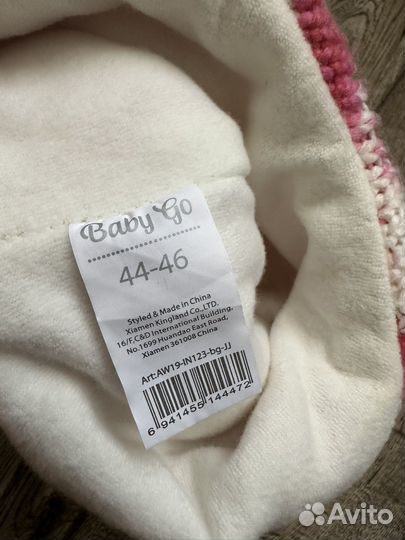 Baby Go
44-46
Styled & Made in China
Xiamen Kingland Co.,LTD.
16/F,C&D International Building,
No.1699 Huandao East Road,
Xiamen 361008 China
Art:AW19-IN123-bg-JJ
6 941455 144472
Avito